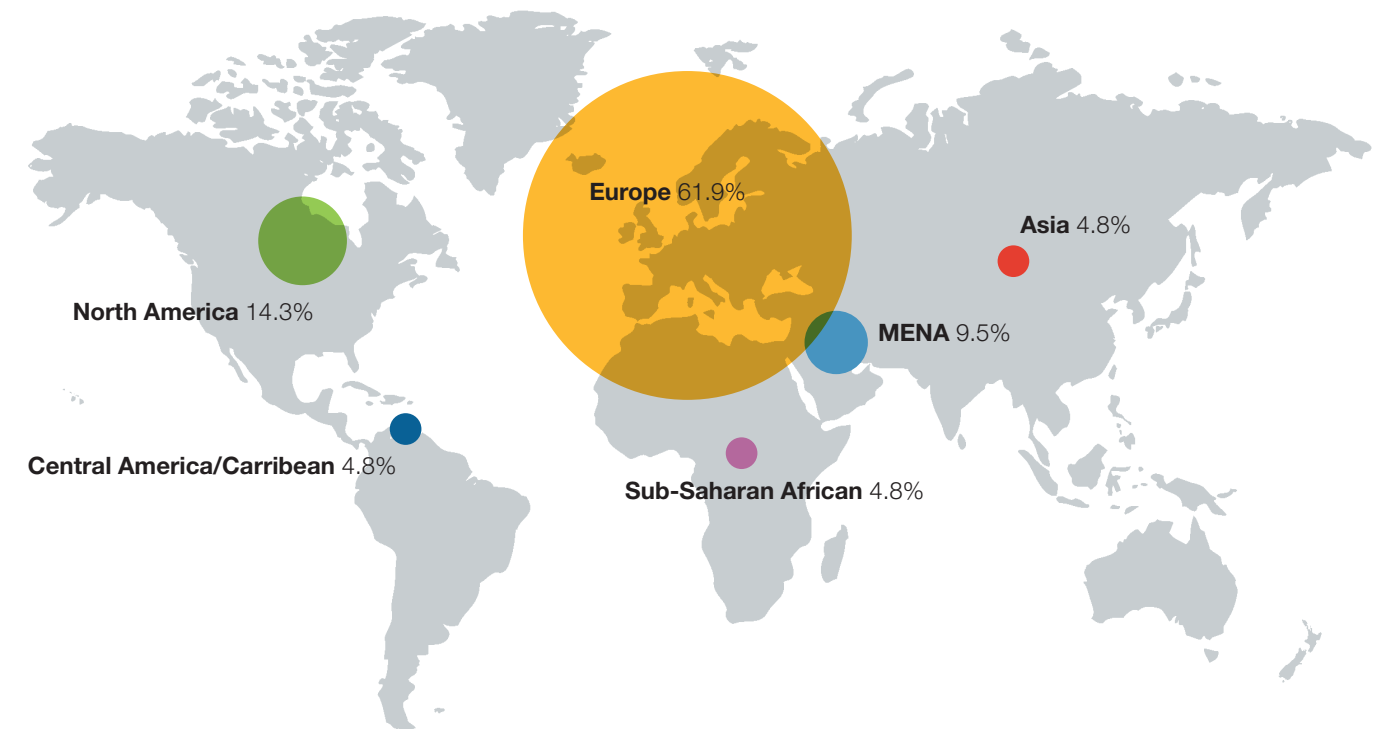 Europe 61.9%
Asia 4.8%
North America 14.3%
MENA 9.5%
Central America/Carribean 4.8%
Sub-Saharan African 4.8%